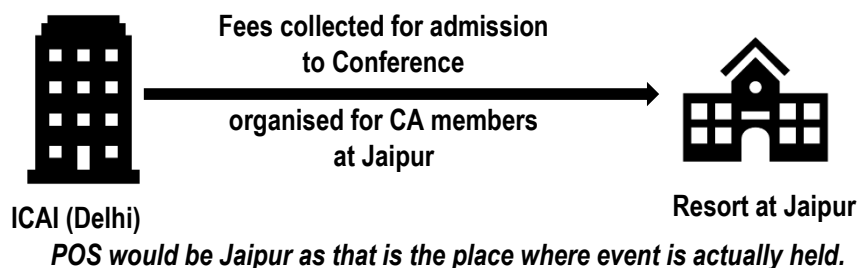 Fees collected for admission
to Conference
organised for CA members
at Jaipur
ICAI (Delhi)
Resort at Jaipur
POS would be Jaipur as that is the place where event is actually held.